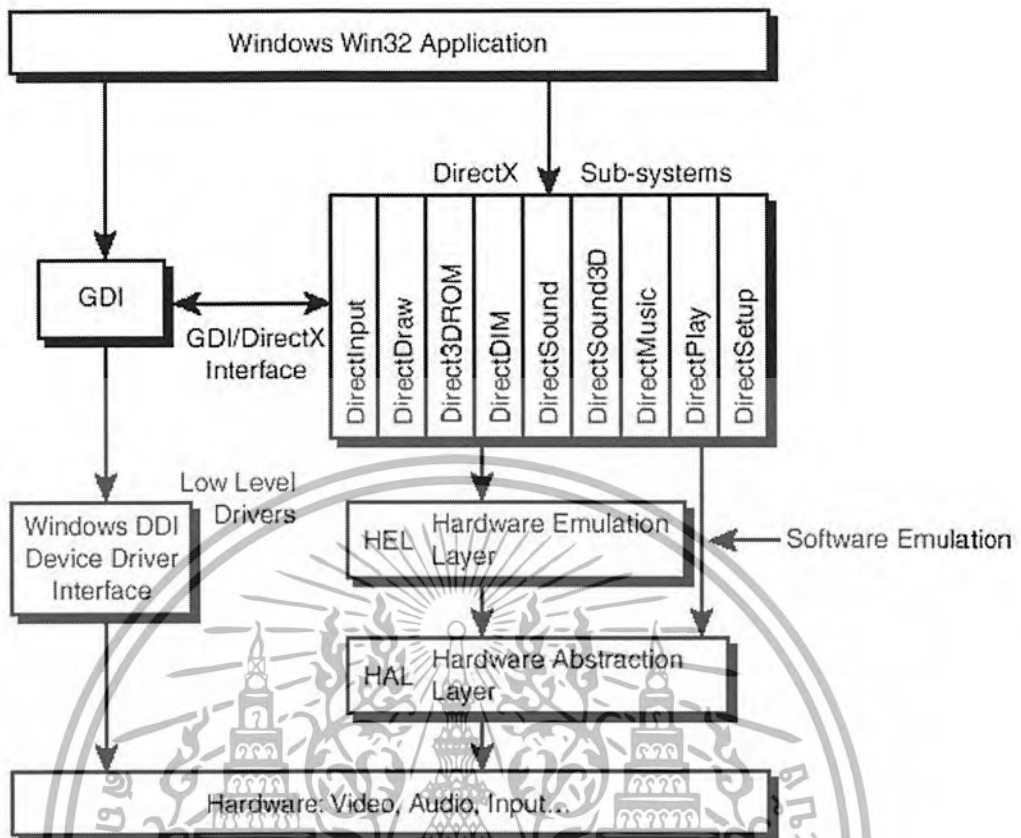 Windows Win32 Application
DirectX Sub-systems
GDI
GDI/DirectX
Interface
DirectInput
DirectDraw
Direct3DROM
DirectDIM
DirectSound
DirectSound3D
DirectMusic
DirectPlay
DirectSetup
Low Level
Drivers
Windows DDI
Device Driver
Interface
HEL Hardware Emulation
Layer
Software Emulation
HAL Hardware Abstraction
Layer
Hardware: Video, Audio, Input...